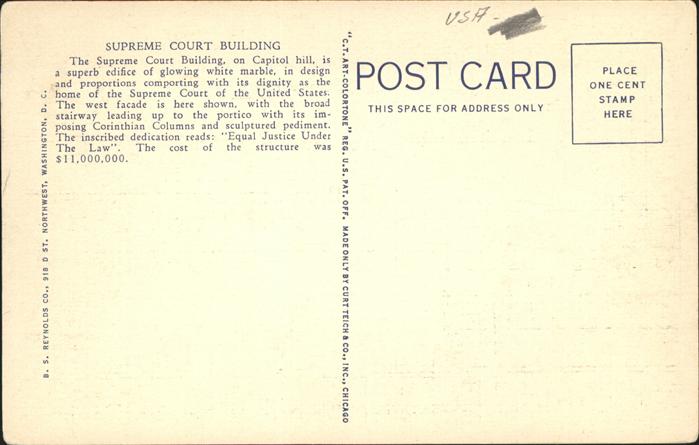 USA-
SUPREME COURT BUILDING
The Supreme Court Building, on Capitol hill, is
a superb edifice of glowing white marble, in design
and proportions comporting with its dignity as the
home of the Supreme Court of the United States.
The west facade is here shown, with the broad
stairway leading up to the portico with its im-
posing Corinthian Columns and sculptured pediment.
The inscribed dedication reads: "Equal Justice Under
The Law". The cost of the structure was
$11,000,000.
B. S. REYNOLDS CO., 918 D ST. NORTHWEST, WASHINGTON, D. C.
"C.T. ART-COLORTONE" REG. U.S. PAT. OFF. MADE ONLY BY CURT TEICH & CO., INC., CHICAGO
POST CARD
THIS SPACE FOR ADDRESS ONLY
PLACE
ONE CENT
STAMP
HERE